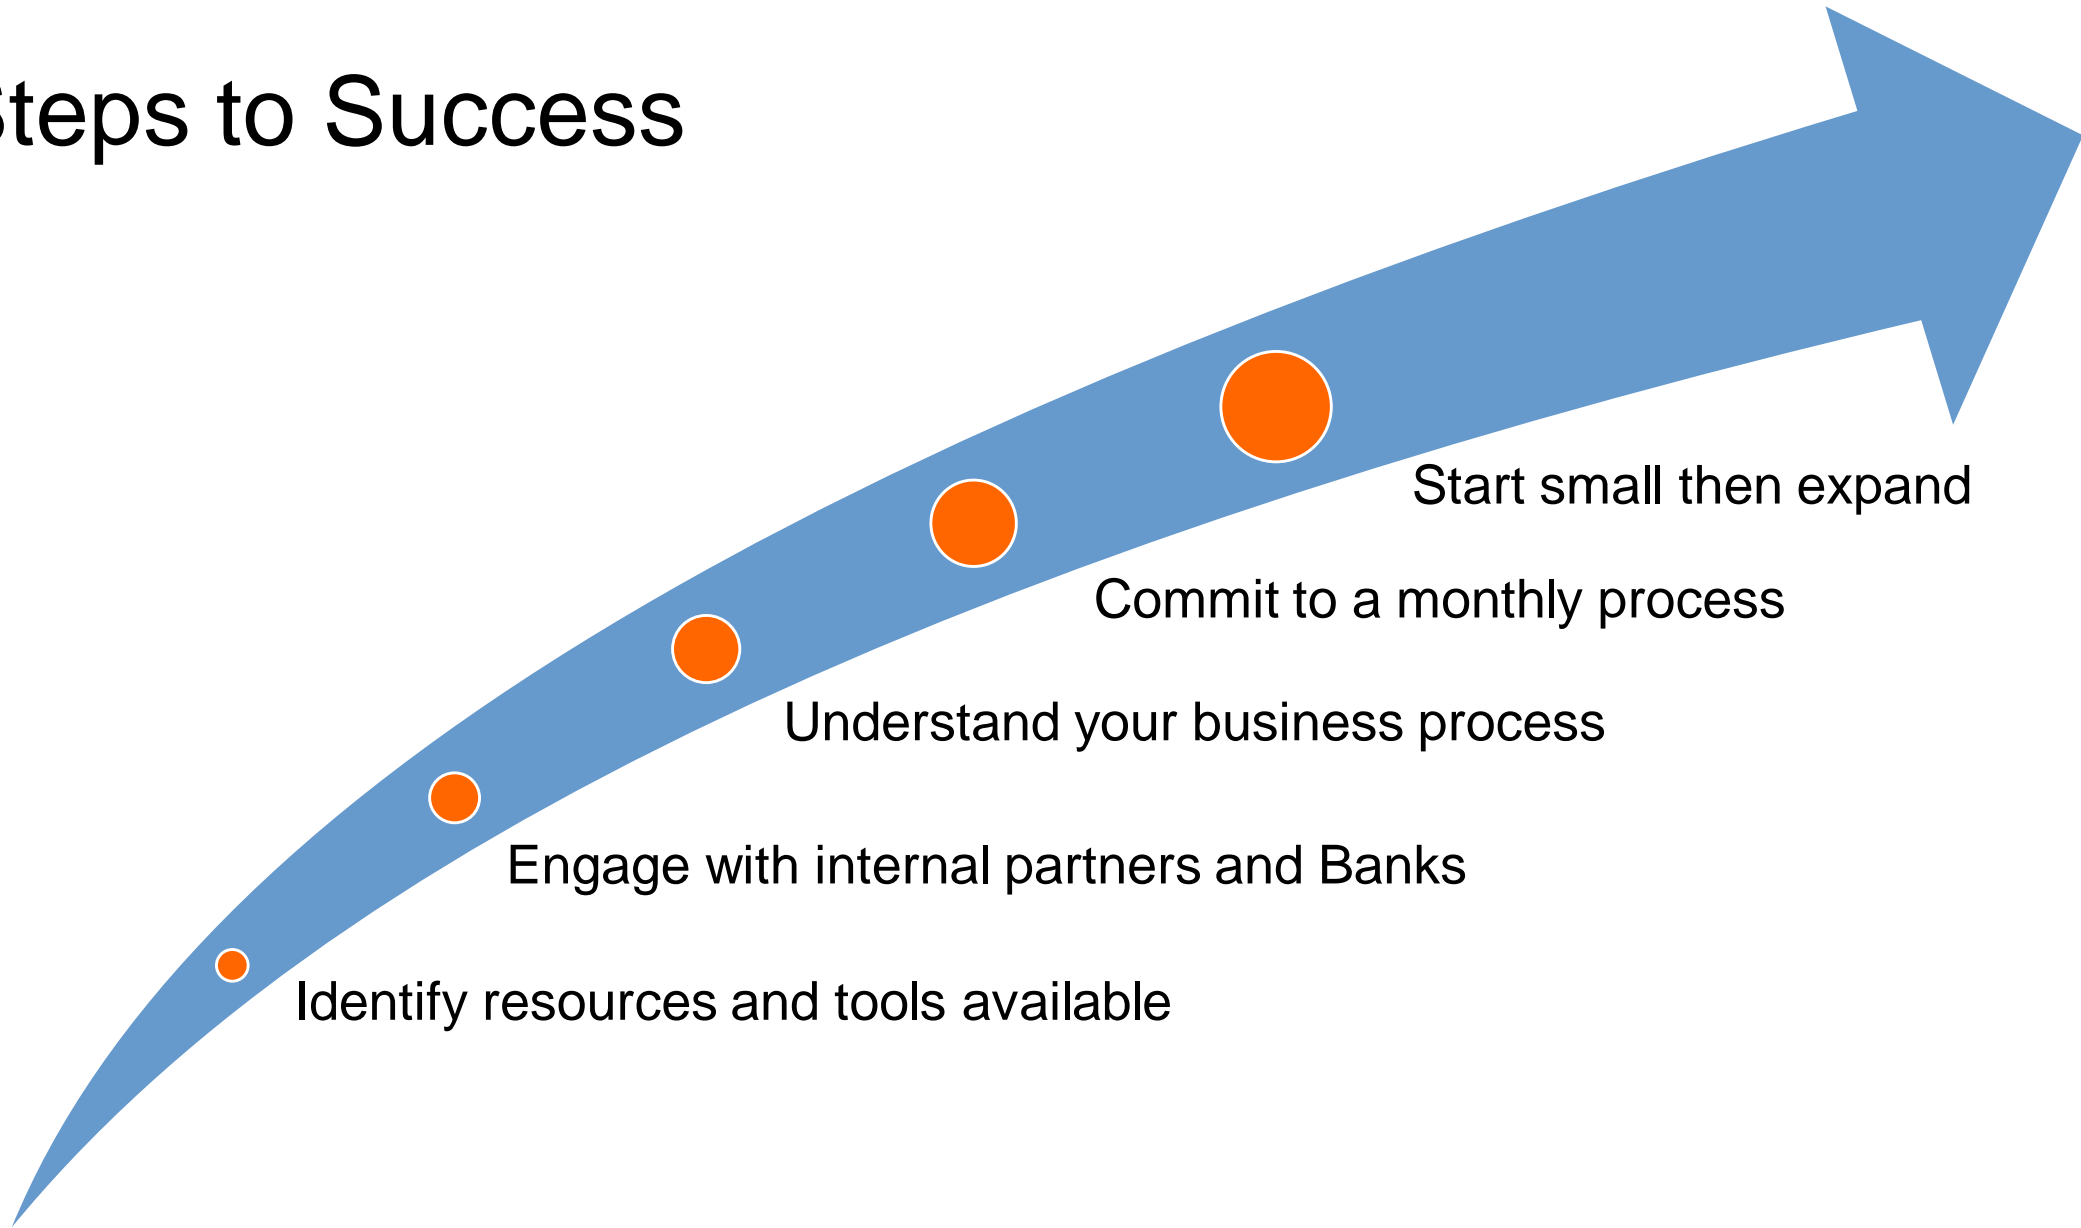 Steps to Success
Start small then expand
Commit to a monthly process
Understand your business process
Engage with internal partners and Banks
Identify resources and tools available